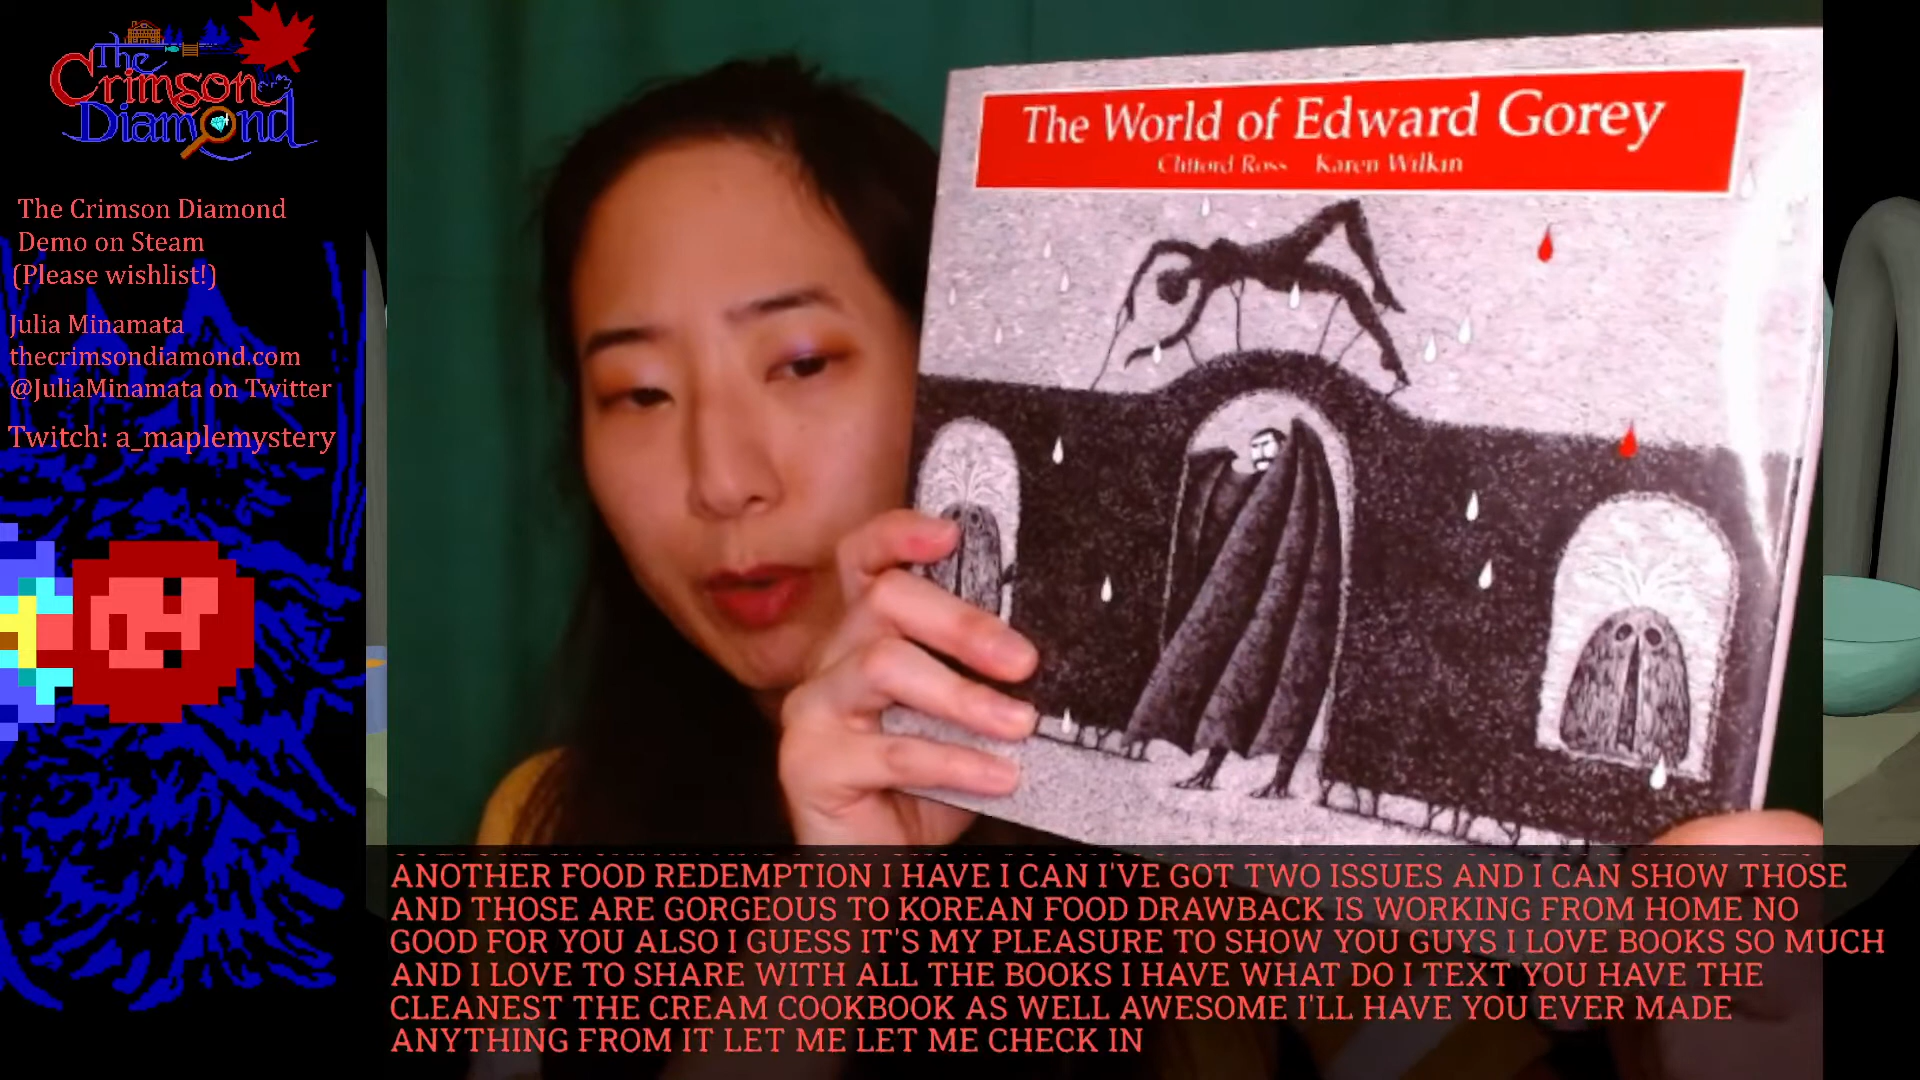 The
Crimson
Diamond
The Crimson Diamond
Demo on Steam
(Please wishlist!)
Julia Minamata
thecrimsondiamond.com
@JuliaMinamata on Twitter
Twitch: a_maplemystery
The World of Edward Gorey
Clifford Ross Karen Wilkin
ANOTHER FOOD REDEMPTION I HAVE I CAN I'VE GOT TWO ISSUES AND I CAN SHOW THOSE
AND THOSE ARE GORGEOUS TO KOREAN FOOD DRAWBACK IS WORKING FROM HOME NO
GOOD FOR YOU ALSO I GUESS IT'S MY PLEASURE TO SHOW YOU GUYS I LOVE BOOKS SO MUCH
AND I LOVE TO SHARE WITH ALL THE BOOKS I HAVE WHAT DO I TEXT YOU HAVE THE
CLEANEST THE CREAM COOKBOOK AS WELL AWESOME I'LL HAVE YOU EVER MADE
ANYTHING FROM IT LET ME LET ME CHECK IN